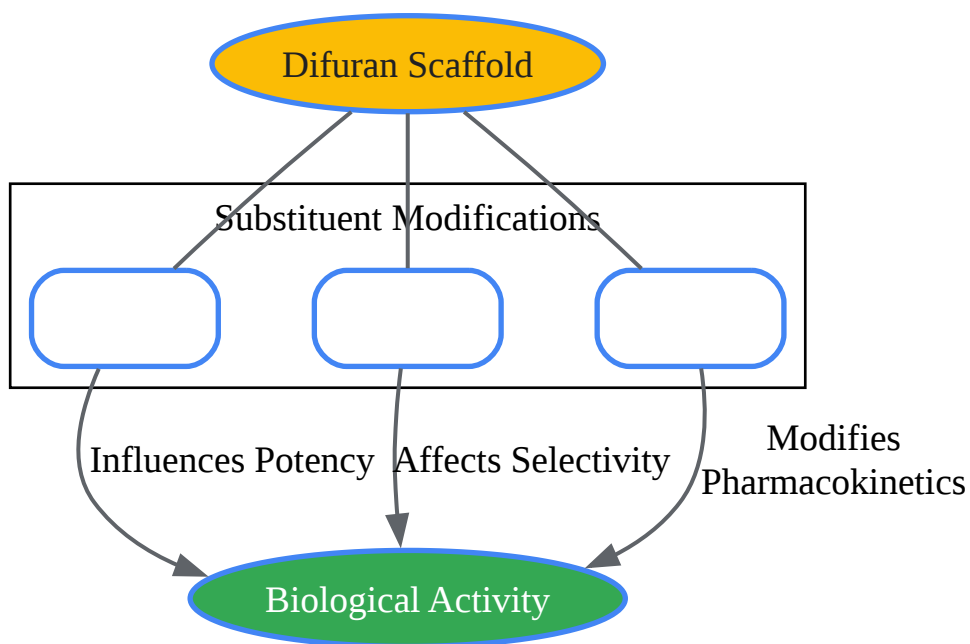 Difuran Scaffold
Substituent Modifications
Influences Potency
Affects Selectivity
Modifies
Pharmacokinetics
Biological Activity